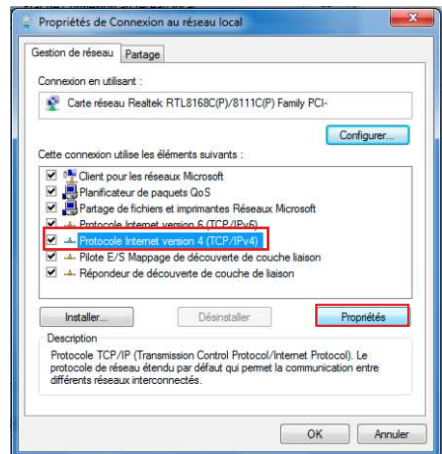 Propriétés de Connexion au réseau local
Gestion de réseau Partage
Connexion en utilisant :
Carte réseau Realtek RTL8168C(P)/8111C(P) Family PCI-
Configurer...
Cette connexion utilise les éléments suivants :
Client pour les réseaux Microsoft
Planificateur de paquets QoS
Partage de fichiers et imprimantes Réseaux Microsoft
Protocole Internet version 6 (TCP/IPv6)
Protocole Internet version 4 (TCP/IPv4)
Pilote E/S Mappage de découverte de couche liaison
Répondeur de découverte de couche de liaison
Installer... Désinstaller Propriétés
Description
Protocole TCP/IP (Transmission Control Protocol/Internet Protocol). Le
protocole de réseau étendu par défaut qui permet la communication entre
différents réseaux interconnectés.
OK Annuler